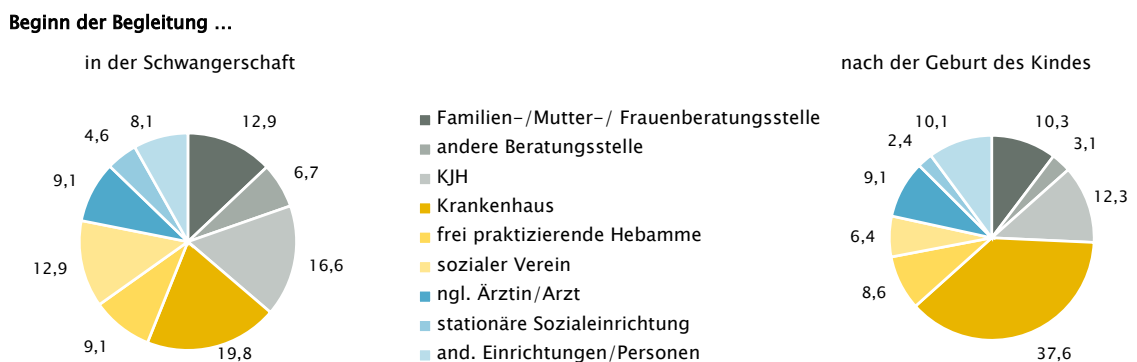 Beginn der Begleitung ...
in der Schwangerschaft
12,9
6,7
16,6
19,8
9,1
12,9
9,1
4,6
8,1
Familien-/Mutter-/ Frauenberatungsstelle
andere Beratungsstelle
KJH
Krankenhaus
frei praktizierende Hebamme
sozialer Verein
ngl. Ärztin/Arzt
stationäre Sozialeinrichtung
and. Einrichtungen/Personen
nach der Geburt des Kindes
10,3
3,1
12,3
37,6
8,6
6,4
9,1
2,4
10,1